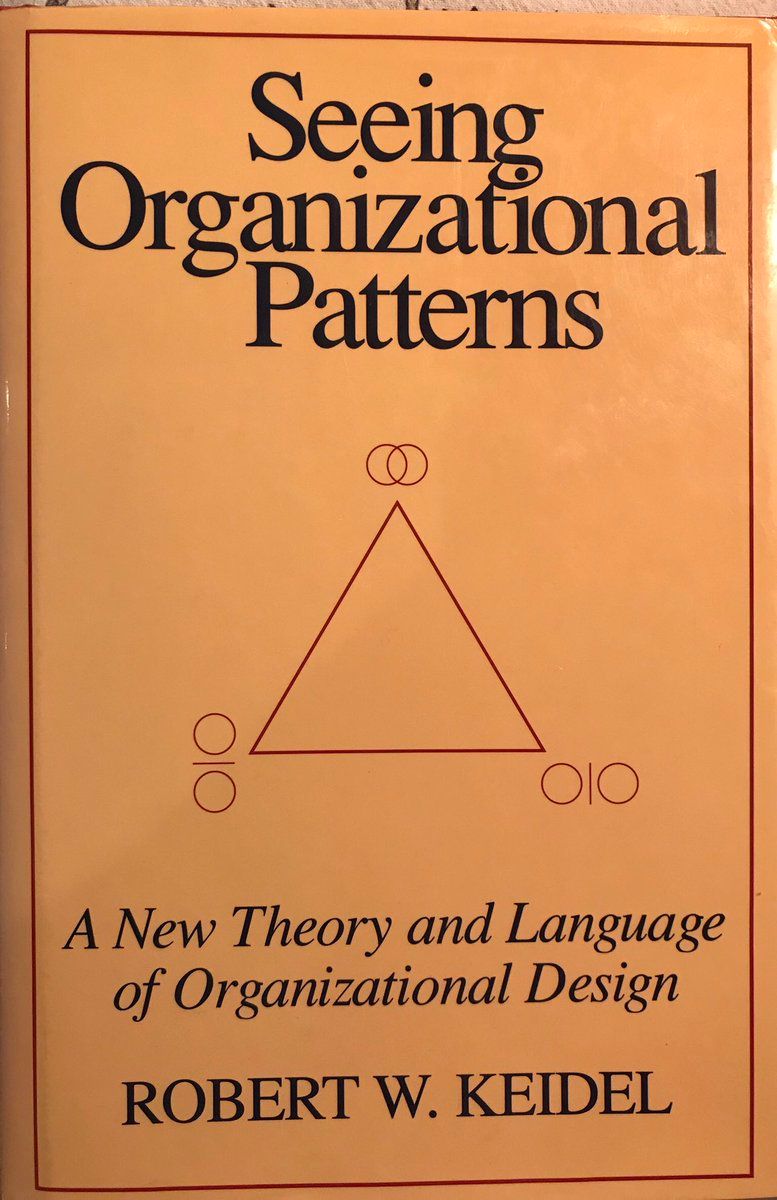 Seeing
Organizational
Patterns
A New Theory and Language
of Organizational Design
ROBERT W. KEIDEL